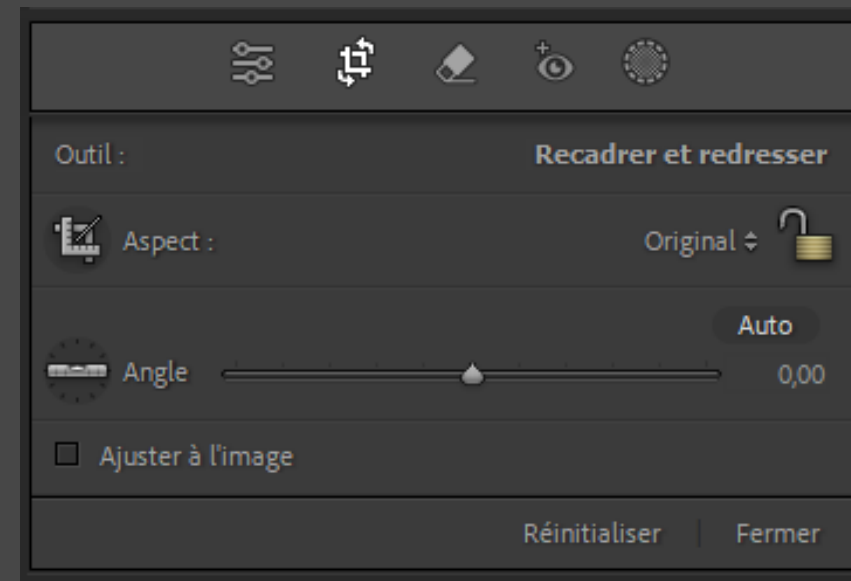 Outil : Recadrer et redresser
Aspect : Original
Auto
Angle 0,00
Ajuster à l'image
Réinitialiser Fermer